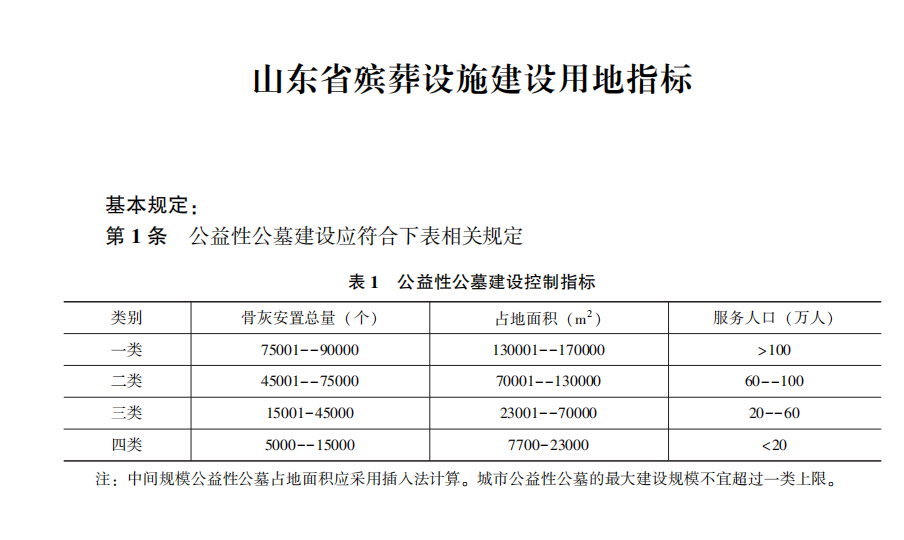 山东省殡葬设施建设用地指标
基本规定:
第 1 条 公益性公墓建设应符合下表相关规定
表 1 公益性公墓建设控制指标
类别 骨灰安置总量（个） 占地面积（m²） 服务人口（万人）
一类 75001--90000 130001--170000 >100
二类 45001--75000 70001--130000 60--100
三类 15001-45000 23001--70000 20--60
四类 5000--15000 7700-23000 <20
注：中间规模公益性公墓占地面积应采用插入法计算。城市公益性公墓的最大建设规模不宜超过一类上限。